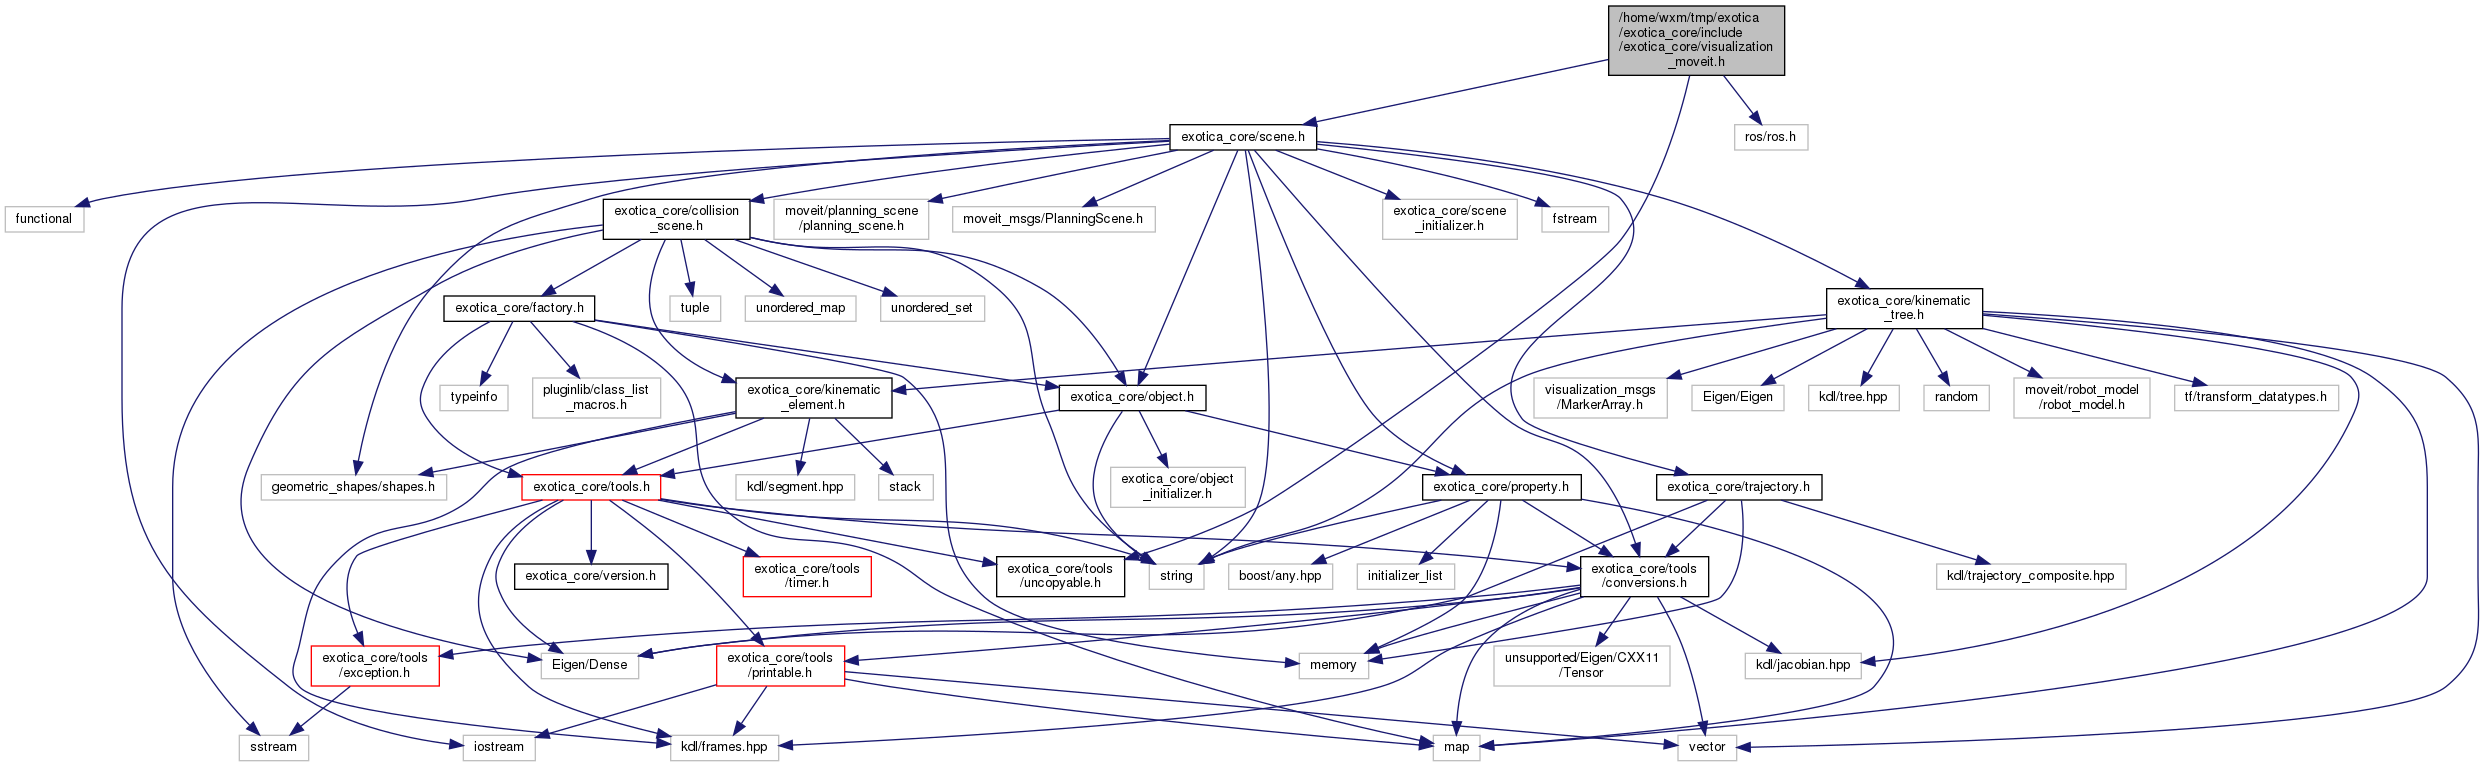 /home/wxm/tmp/exotica
/exotica_core/include
/exotica_core/visualization
_moveit.h
exotica_core/scene.h
ros/ros.h
functional
exotica_core/collision
_scene.h
moveit/planning_scene
/planning_scene.h
moveit_msgs/PlanningScene.h
exotica_core/scene
_initializer.h
fstream
exotica_core/factory.h
tuple
unordered_map
unordered_set
exotica_core/kinematic
_tree.h
typeinfo
pluginlib/class_list
_macros.h
exotica_core/kinematic
_element.h
exotica_core/object.h
visualization_msgs
/MarkerArray.h
Eigen/Eigen
kdl/tree.hpp
random
moveit/robot_model
/robot_model.h
tf/transform_datatypes.h
geometric_shapes/shapes.h
exotica_core/tools.h
kdl/segment.hpp
stack
exotica_core/object
_initializer.h
exotica_core/property.h
exotica_core/trajectory.h
exotica_core/version.h
exotica_core/tools
/timer.h
exotica_core/tools
/uncopyable.h
string
boost/any.hpp
initializer_list
exotica_core/tools
/conversions.h
kdl/trajectory_composite.hpp
exotica_core/tools
/exception.h
Eigen/Dense
exotica_core/tools
/printable.h
memory
unsupported/Eigen/CXX11
/Tensor
kdl/jacobian.hpp
sstream
iostream
kdl/frames.hpp
map
vector